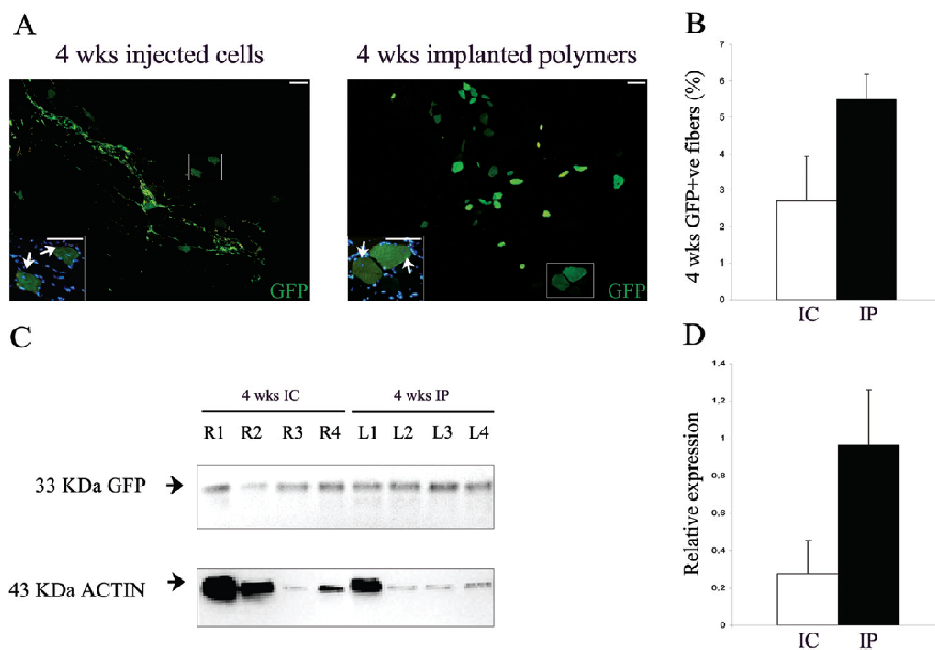 A
4 wks injected cells
4 wks implanted polymers
GFP
GFP
B
4 wks GFP+ve fibers (%)
7
6
5
4
3
2
1
0
IC IP
C
4 wks IC 4 wks IP
R1 R2 R3 R4 L1 L2 L3 L4
33 KDa GFP
43 KDa ACTIN
D
Relative expression
1,4
1,2
1
0,8
0,6
0,4
0,2
0
IC IP